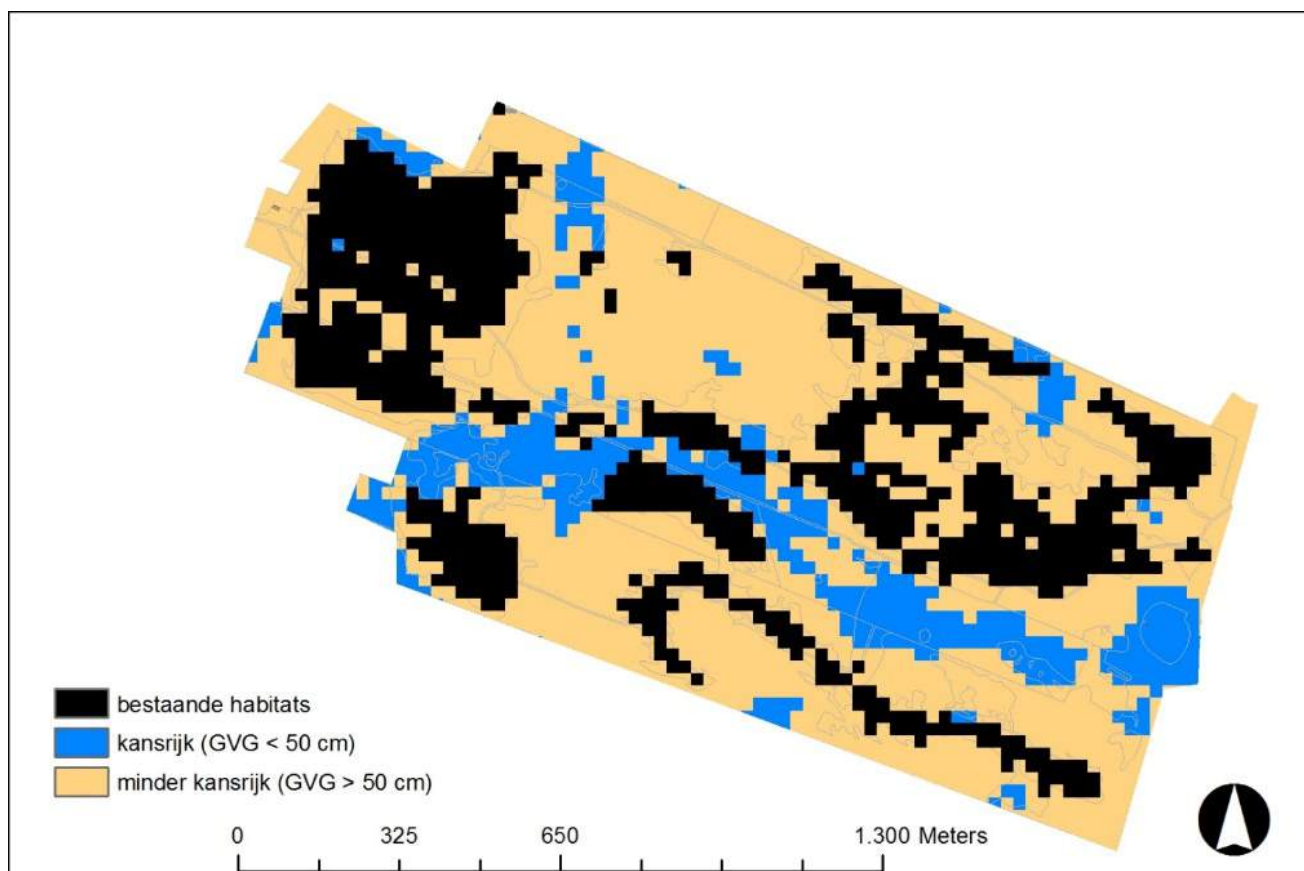 bestaande habitats
kansrijk (GVG < 50 cm)
minder kansrijk (GVG > 50 cm)
0 325 650 1.300 Meters